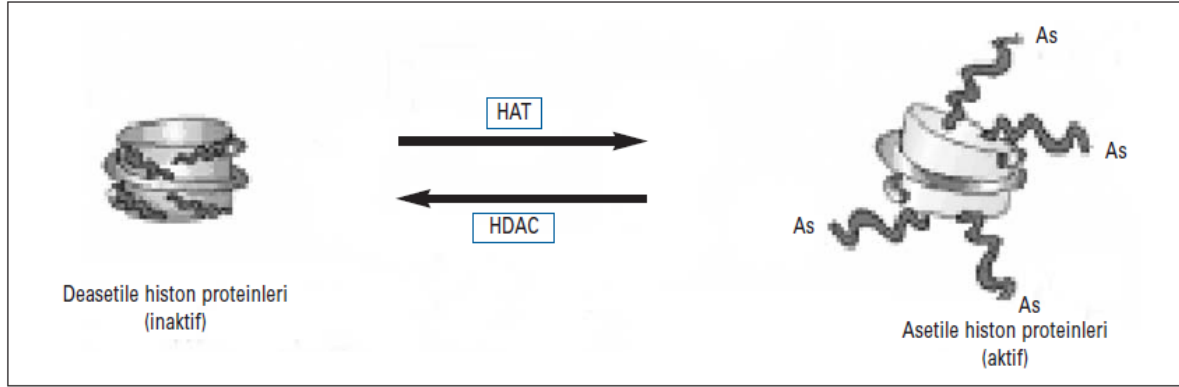 As
HAT
As
As
HDAC
Deasetile histon proteinleri
(inaktif)
As
Asetile histon proteinleri
(aktif)